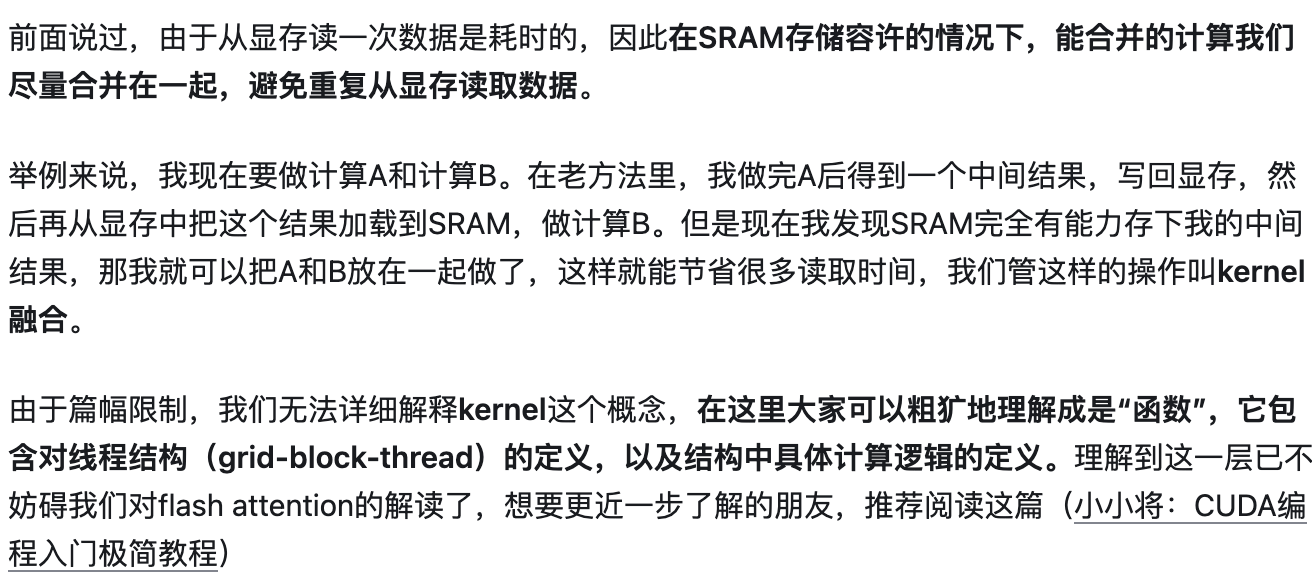 前面说过，由于从显存读一次数据是耗时的，因此在SRAM存储容许的情况下，能合并的计算我们
尽量合并在一起，避免重复从显存读取数据。
举例来说，我现在要做计算A和计算B。在老方法里，我做完A后得到一个中间结果，写回显存，然
后再从显存中把这个结果加载到SRAM，做计算B。但是现在我发现SRAM完全有能力存下我的中间
结果，那我就可以把A和B放在一起做了，这样就能节省很多读取时间，我们管这样的操作叫kernel
融合。
由于篇幅限制，我们无法详细解释kernel这个概念，在这里大家可以粗犷地理解成是“函数”，它包
含对线程结构（grid-block-thread）的定义，以及结构中具体计算逻辑的定义。理解到这一层已不
妨碍我们对flash attention的解读了，想要更近一步了解的朋友，推荐阅读这篇（小小将：CUDA编
程入门极简教程）